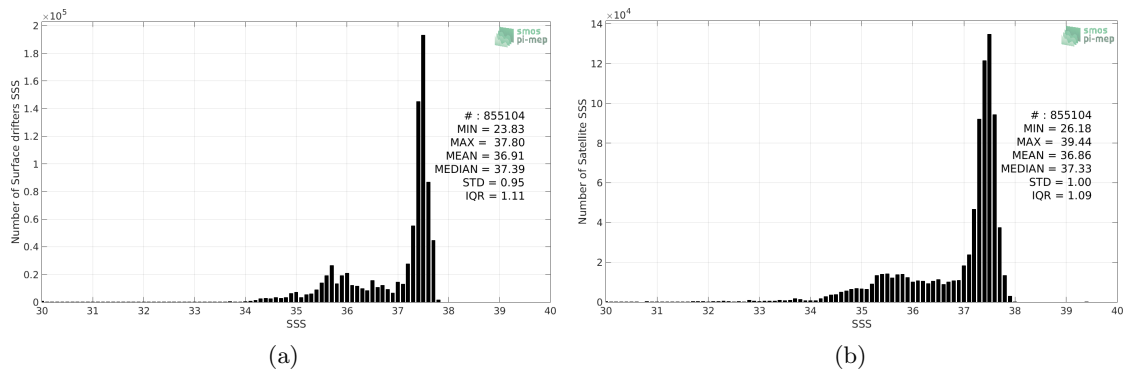 ×10⁵
2
1.8
1.6
1.4
1.2
1
0.8
0.6
0.4
0.2
0
Number of Surface drifters SSS
smos
pi-mep
# : 855104
MIN = 23.83
MAX = 37.80
MEAN = 36.91
MEDIAN = 37.39
STD = 0.95
IQR = 1.11
30 31 32 33 34 35 36 37 38 39 40
SSS
(a)
×10⁴
14
12
10
8
6
4
2
0
Number of Satellite SSS
smos
pi-mep
# : 855104
MIN = 26.18
MAX = 39.44
MEAN = 36.86
MEDIAN = 37.33
STD = 1.00
IQR = 1.09
30 31 32 33 34 35 36 37 38 39 40
SSS
(b)